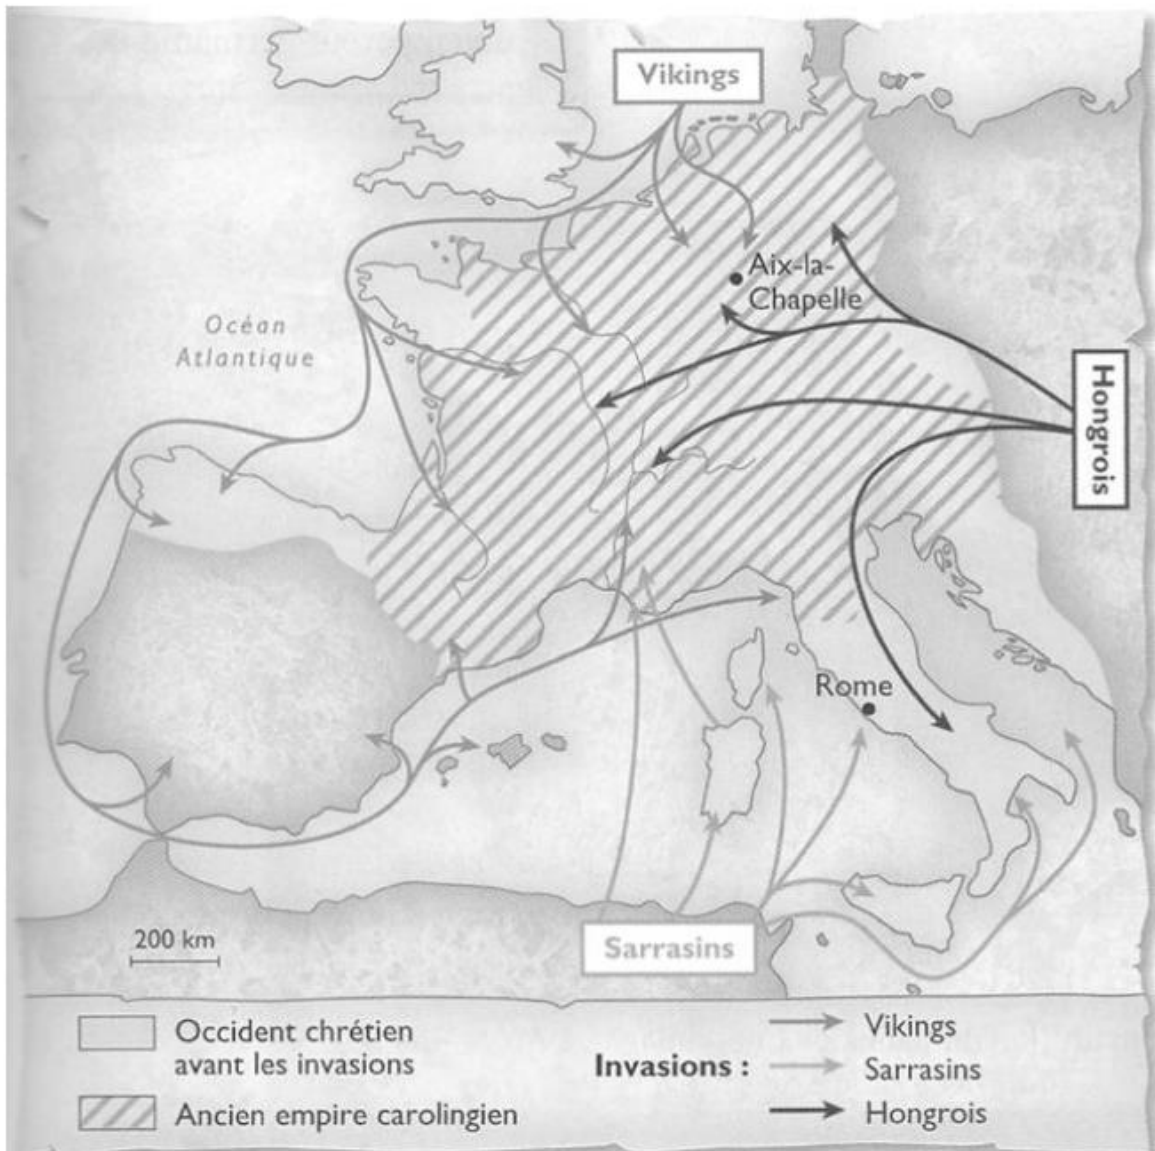 Vikings
Aix-la-
Chapelle
Océan
Atlantique
Hongrois
Rome
200 km
Sarrasins
Occident chrétien
avant les invasions
Ancien empire carolingien
Invasions :
Vikings
Sarrasins
Hongrois